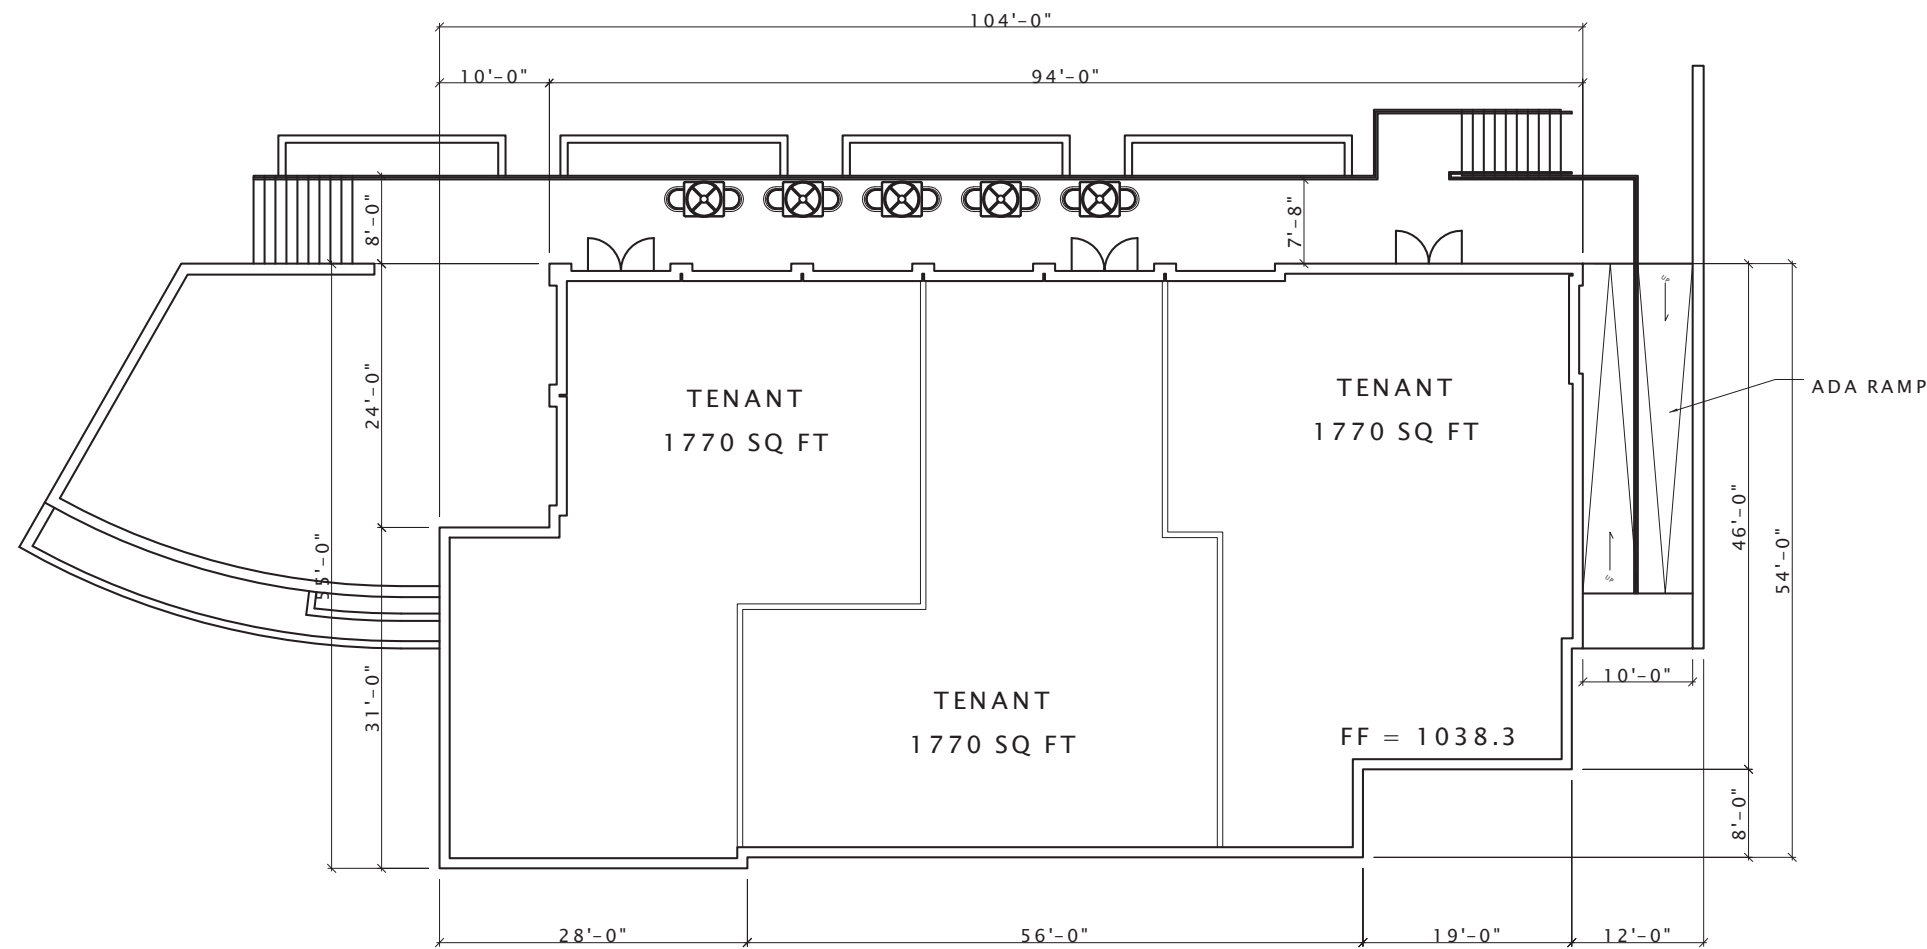 104'-0"
10'-0"
94'-0"
8'-0"
7'-8"
24'-0"
55'-0"
31'-0"
TENANT
1770 SQ FT
TENANT
1770 SQ FT
TENANT
1770 SQ FT
FF = 1038.3
UP
UP
ADA RAMP
46'-0"
54'-0"
10'-0"
8'-0"
28'-0"
56'-0"
19'-0"
12'-0"